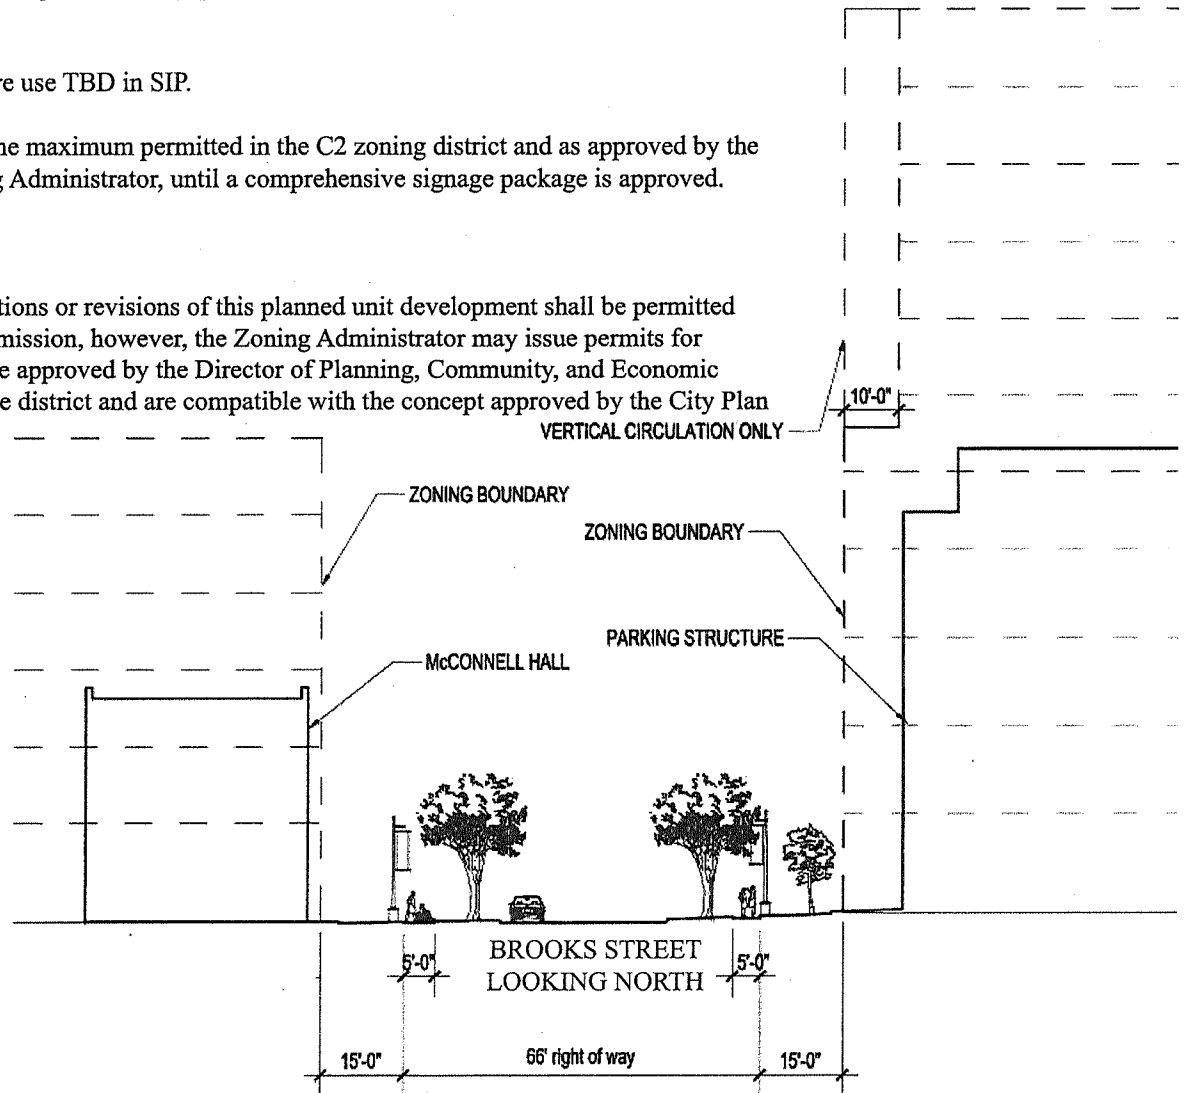 re use TBD in SIP.
ne maximum permitted in the C2 zoning district and as approved by the
g Administrator, until a comprehensive signage package is approved.
tions or revisions of this planned unit development shall be permitted
mission, however, the Zoning Administrator may issue permits for
e approved by the Director of Planning, Community, and Economic
e district and are compatible with the concept approved by the City Plan
10'-0"
VERTICAL CIRCULATION ONLY
ZONING BOUNDARY
ZONING BOUNDARY
PARKING STRUCTURE
McCONNELL HALL
BROOKS STREET
LOOKING NORTH
5'-0"
5'-0"
15'-0"
66' right of way
15'-0"